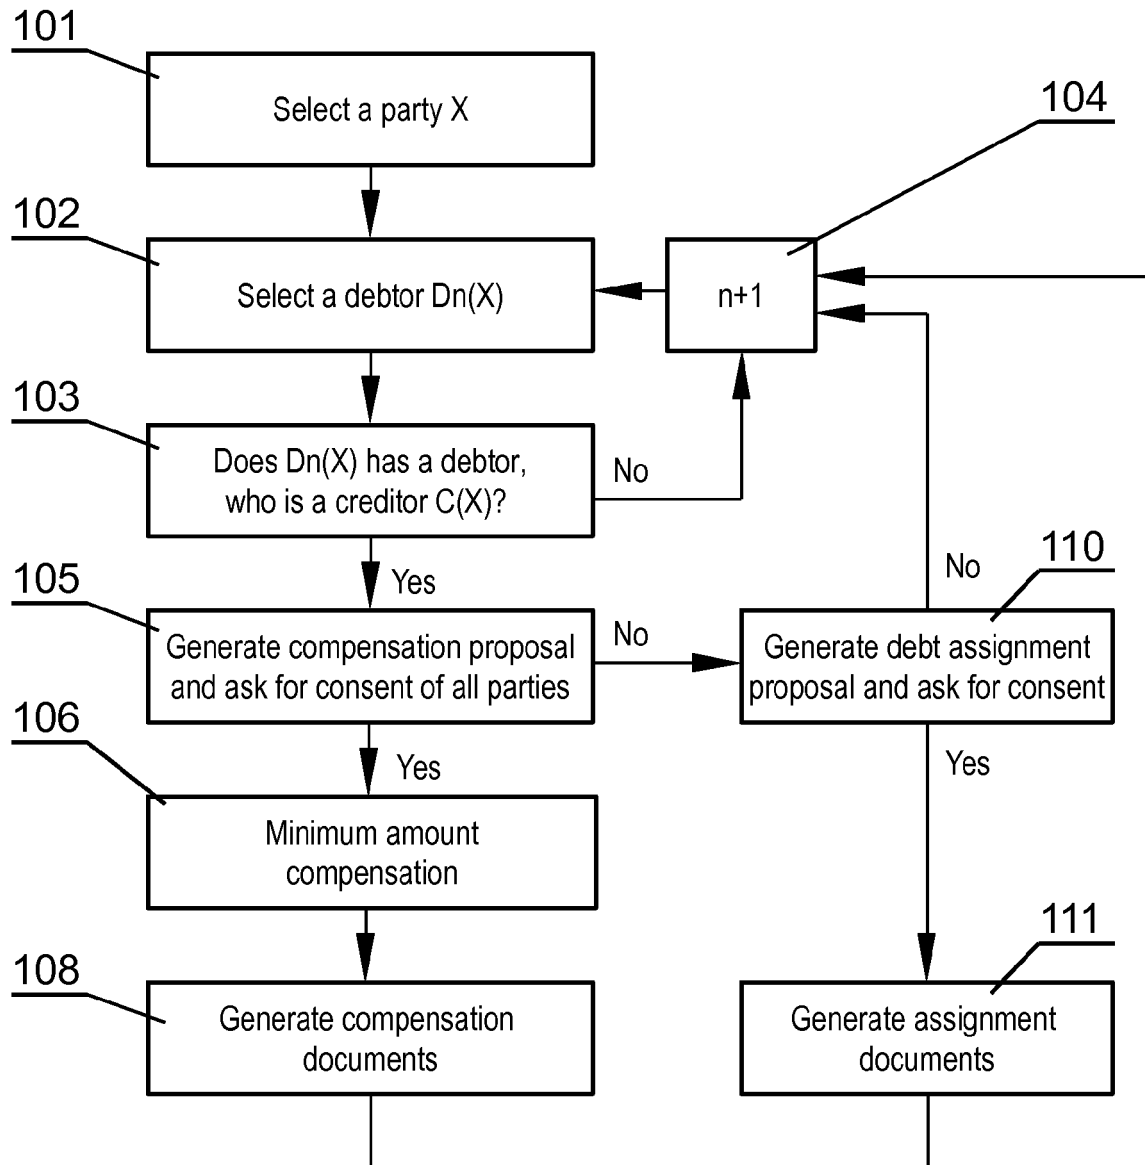 101
Select a party X
104
102
Select a debtor Dn(X)
n+1
103
Does Dn(X) has a debtor,
who is a creditor C(X)?
No
Yes
No
110
105
Generate compensation proposal
and ask for consent of all parties
No
Generate debt assignment
proposal and ask for consent
106
Yes
Yes
Minimum amount
compensation
111
108
Generate compensation
documents
Generate assignment
documents